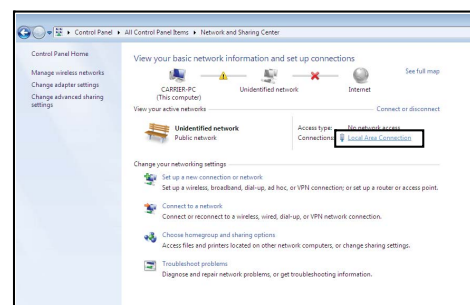 Control Panel ▸ All Control Panel Items ▸ Network and Sharing Center
Control Panel Home
Manage wireless networks
Change adapter settings
Change advanced sharing
settings
View your basic network information and set up connections
See full map
CARRIER-PC
(This computer)
Unidentified network
Internet
View your active networks
Connect or disconnect
Unidentified network
Public network
Access type: No network access
Connections: Local Area Connection
Change your networking settings
Set up a new connection or network
Set up a wireless, broadband, dial-up, ad hoc, or VPN connection; or set up a router or access point.
Connect to a network
Connect or reconnect to a wireless, wired, dial-up, or VPN network connection.
Choose homegroup and sharing options
Access files and printers located on other network computers, or change sharing settings.
Troubleshoot problems
Diagnose and repair network problems, or get troubleshooting information.